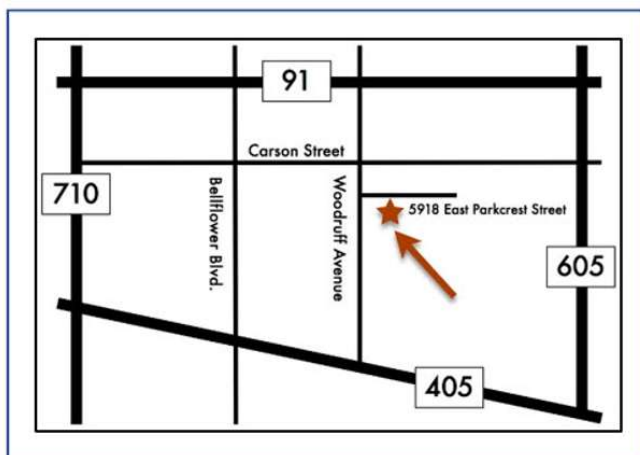 91
Carson Street
710
Bellflower Blvd.
Woodruff Avenue
5918 East Parkcrest Street
605
405